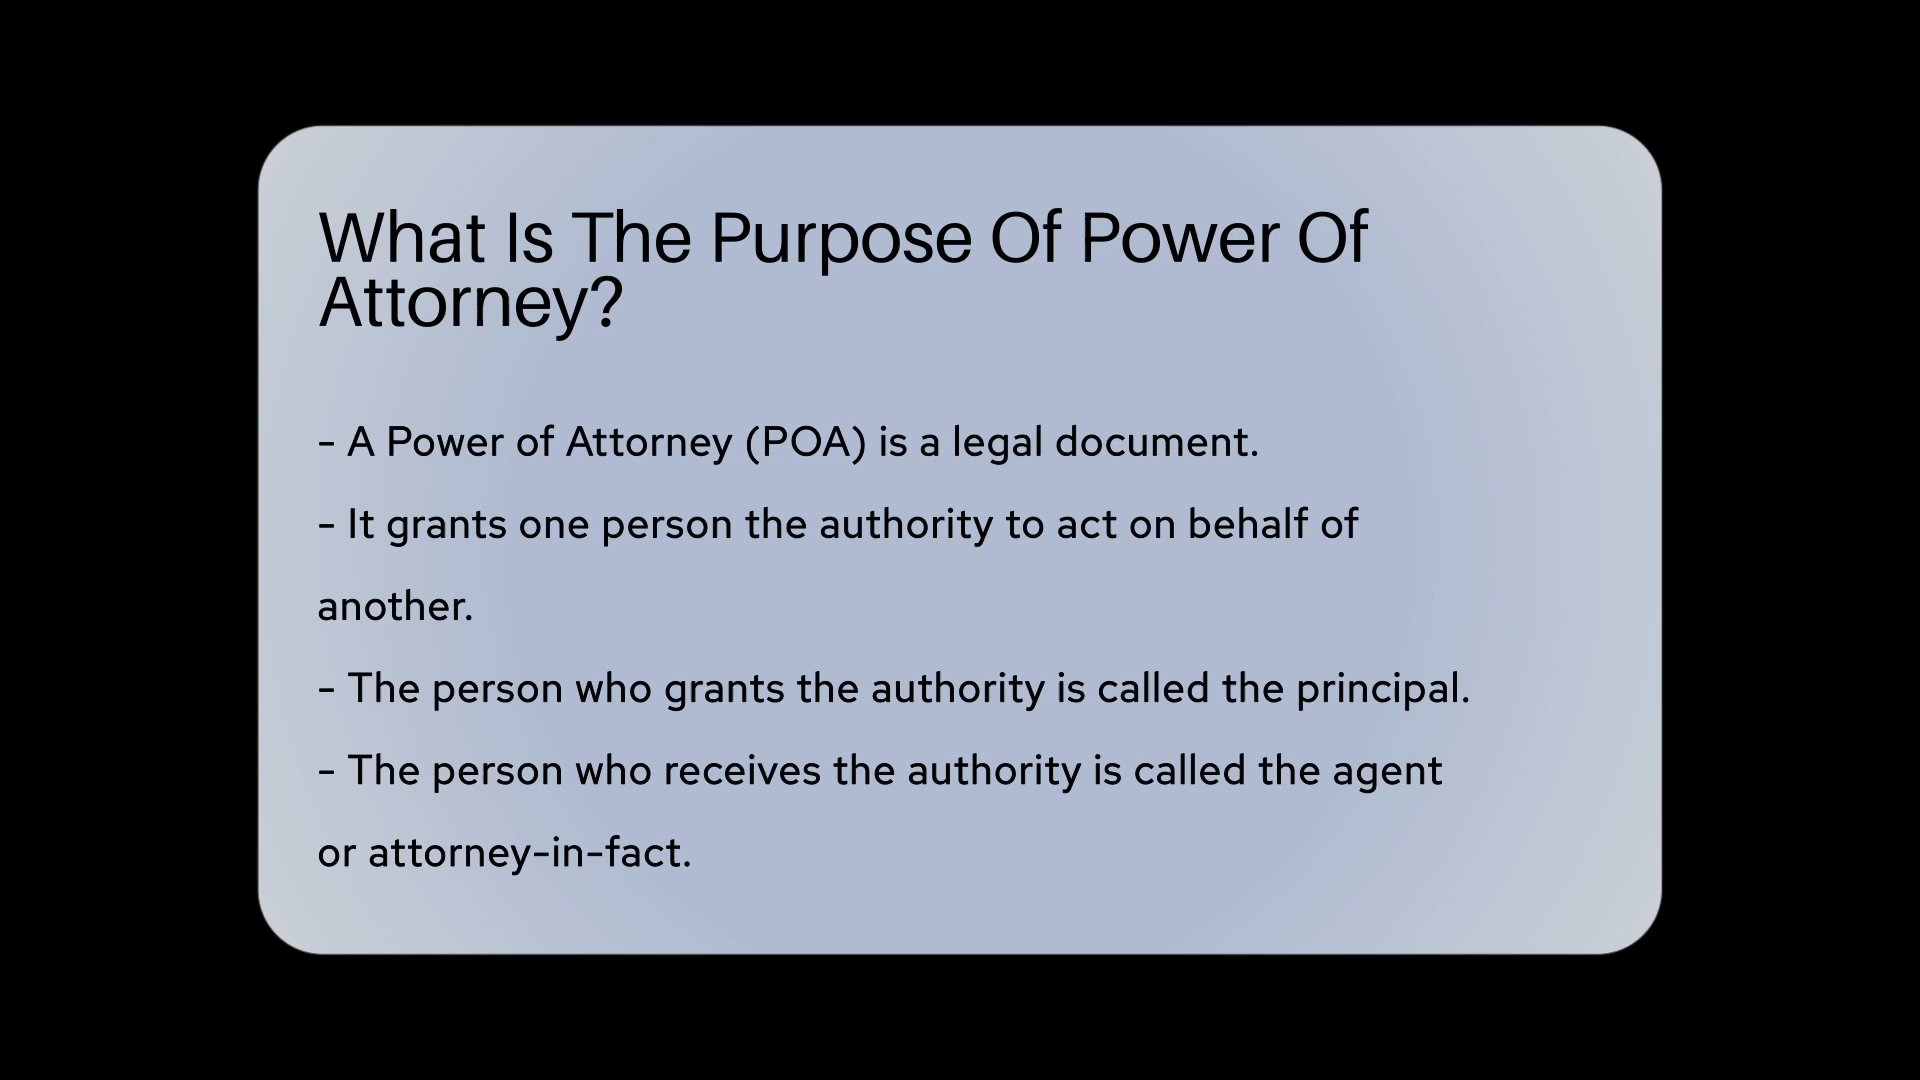 What Is The Purpose Of Power Of
Attorney?
- A Power of Attorney (POA) is a legal document.
- It grants one person the authority to act on behalf of
another.
- The person who grants the authority is called the principal.
- The person who receives the authority is called the agent
or attorney-in-fact.